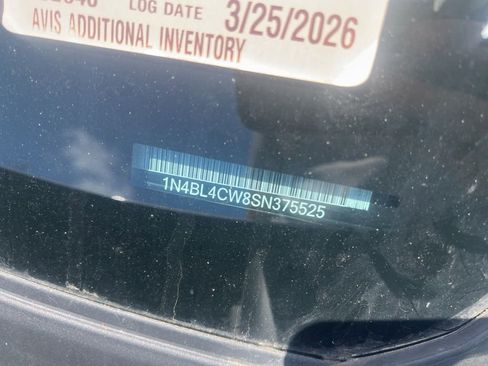 LOG DATE 3/25/2026
AVIS ADDITIONAL INVENTORY
1N4BL4CW8SN375525